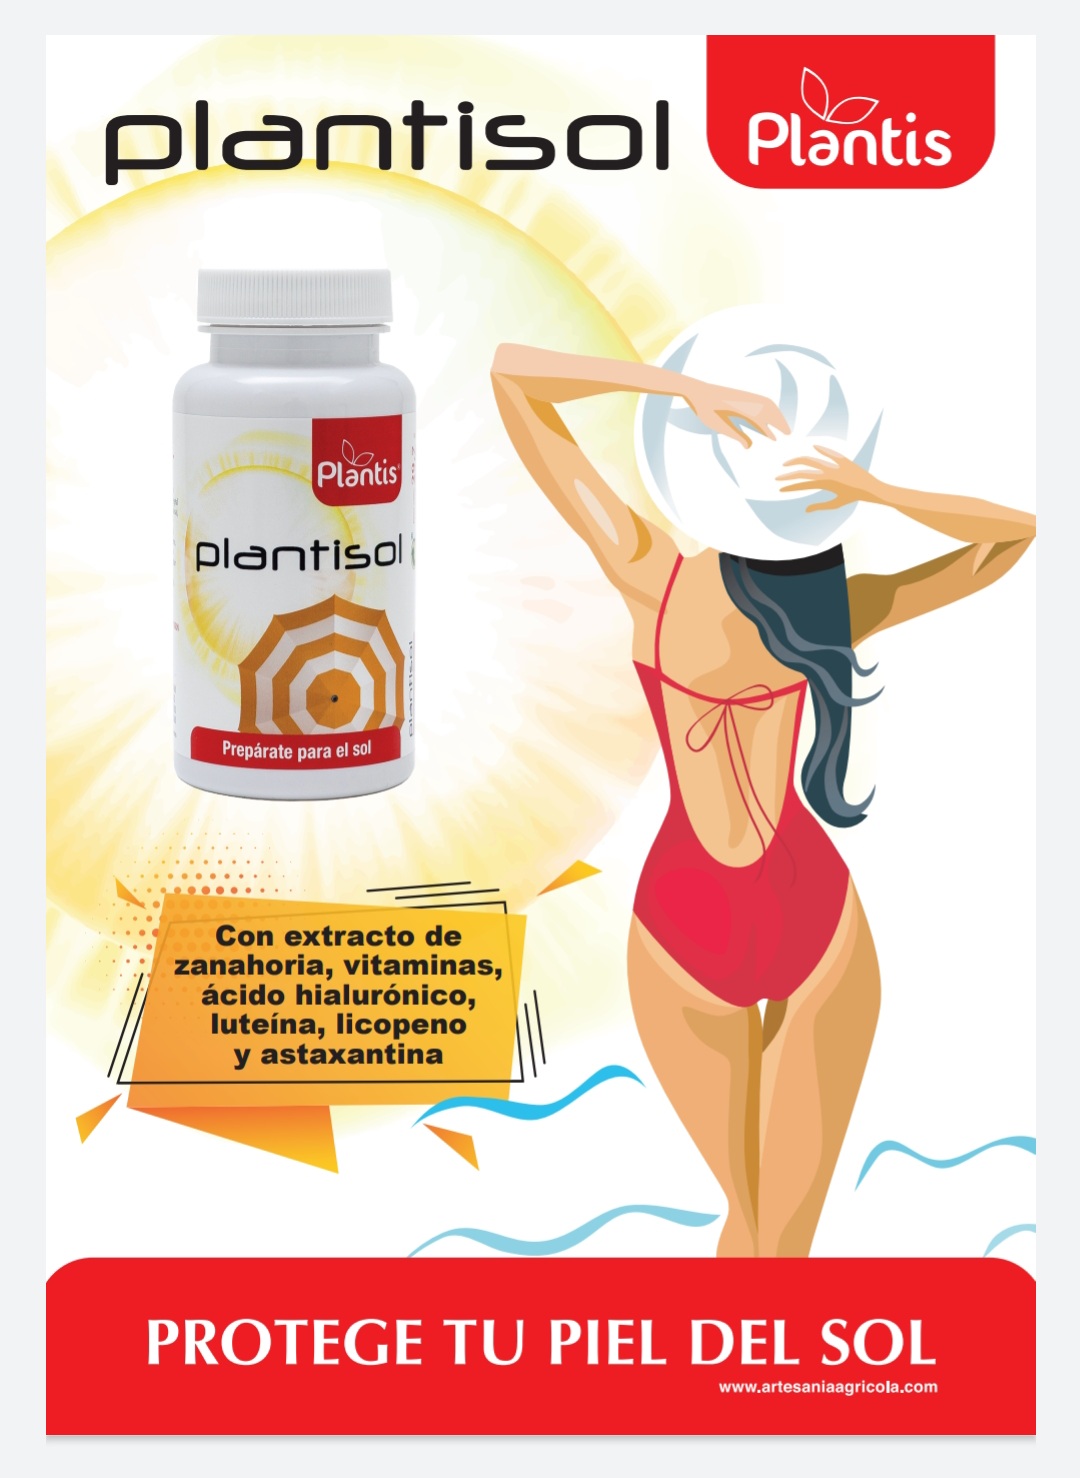 plantisol
Plantis
Plantis
plantisol
Prepárate para el sol
plantisol
Con extracto de
zanahoria, vitaminas,
ácido hialurónico,
luteína, licopeno
y astaxantina
PROTEGE TU PIEL DEL SOL
www.artesaniaagricola.com